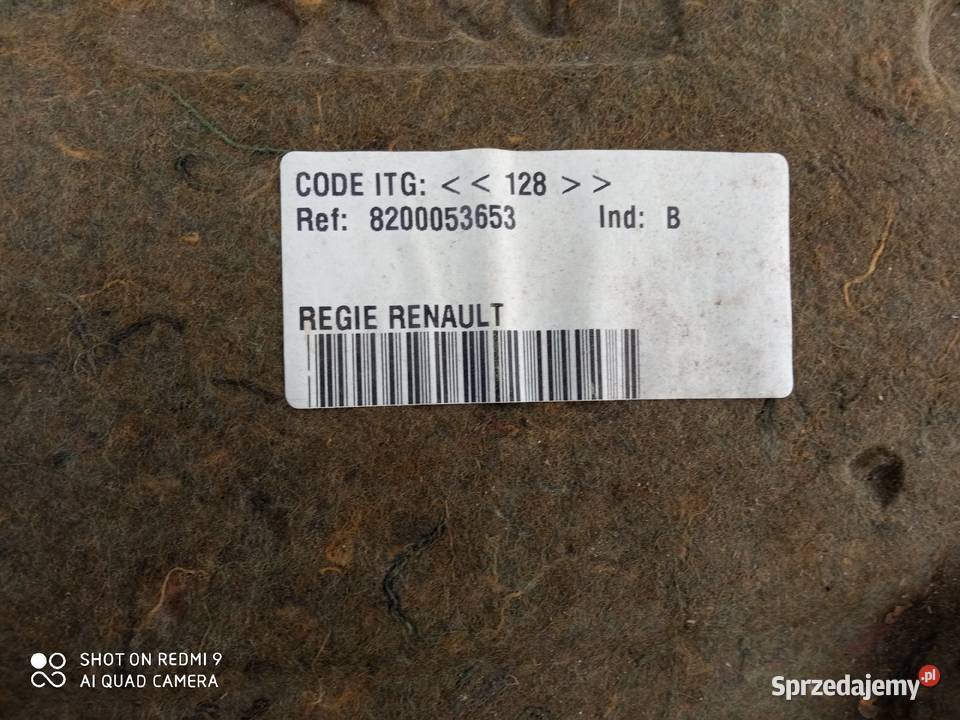 CODE ITG: < < 128 > >
Ref: 8200053653 Ind: B
REGIE RENAULT
SHOT ON REDMI 9
AI QUAD CAMERA
Sprzedajemy.pl